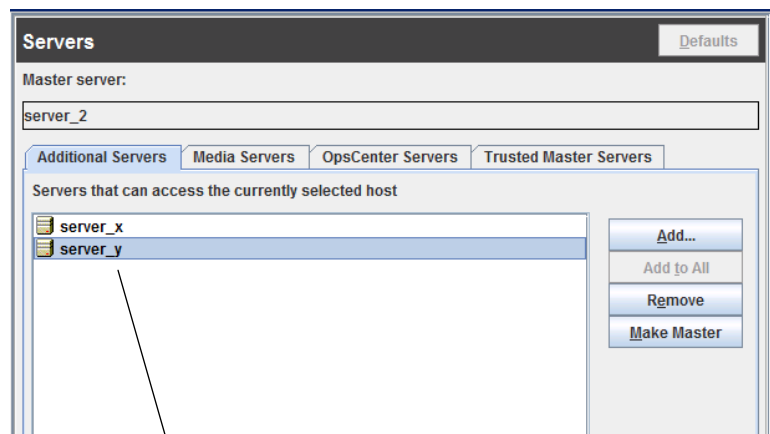 Servers
Defaults
Master server:
server_2
Additional Servers Media Servers OpsCenter Servers Trusted Master Servers
Servers that can access the currently selected host
server_x
server_y
Add...
Add to All
Remove
Make Master